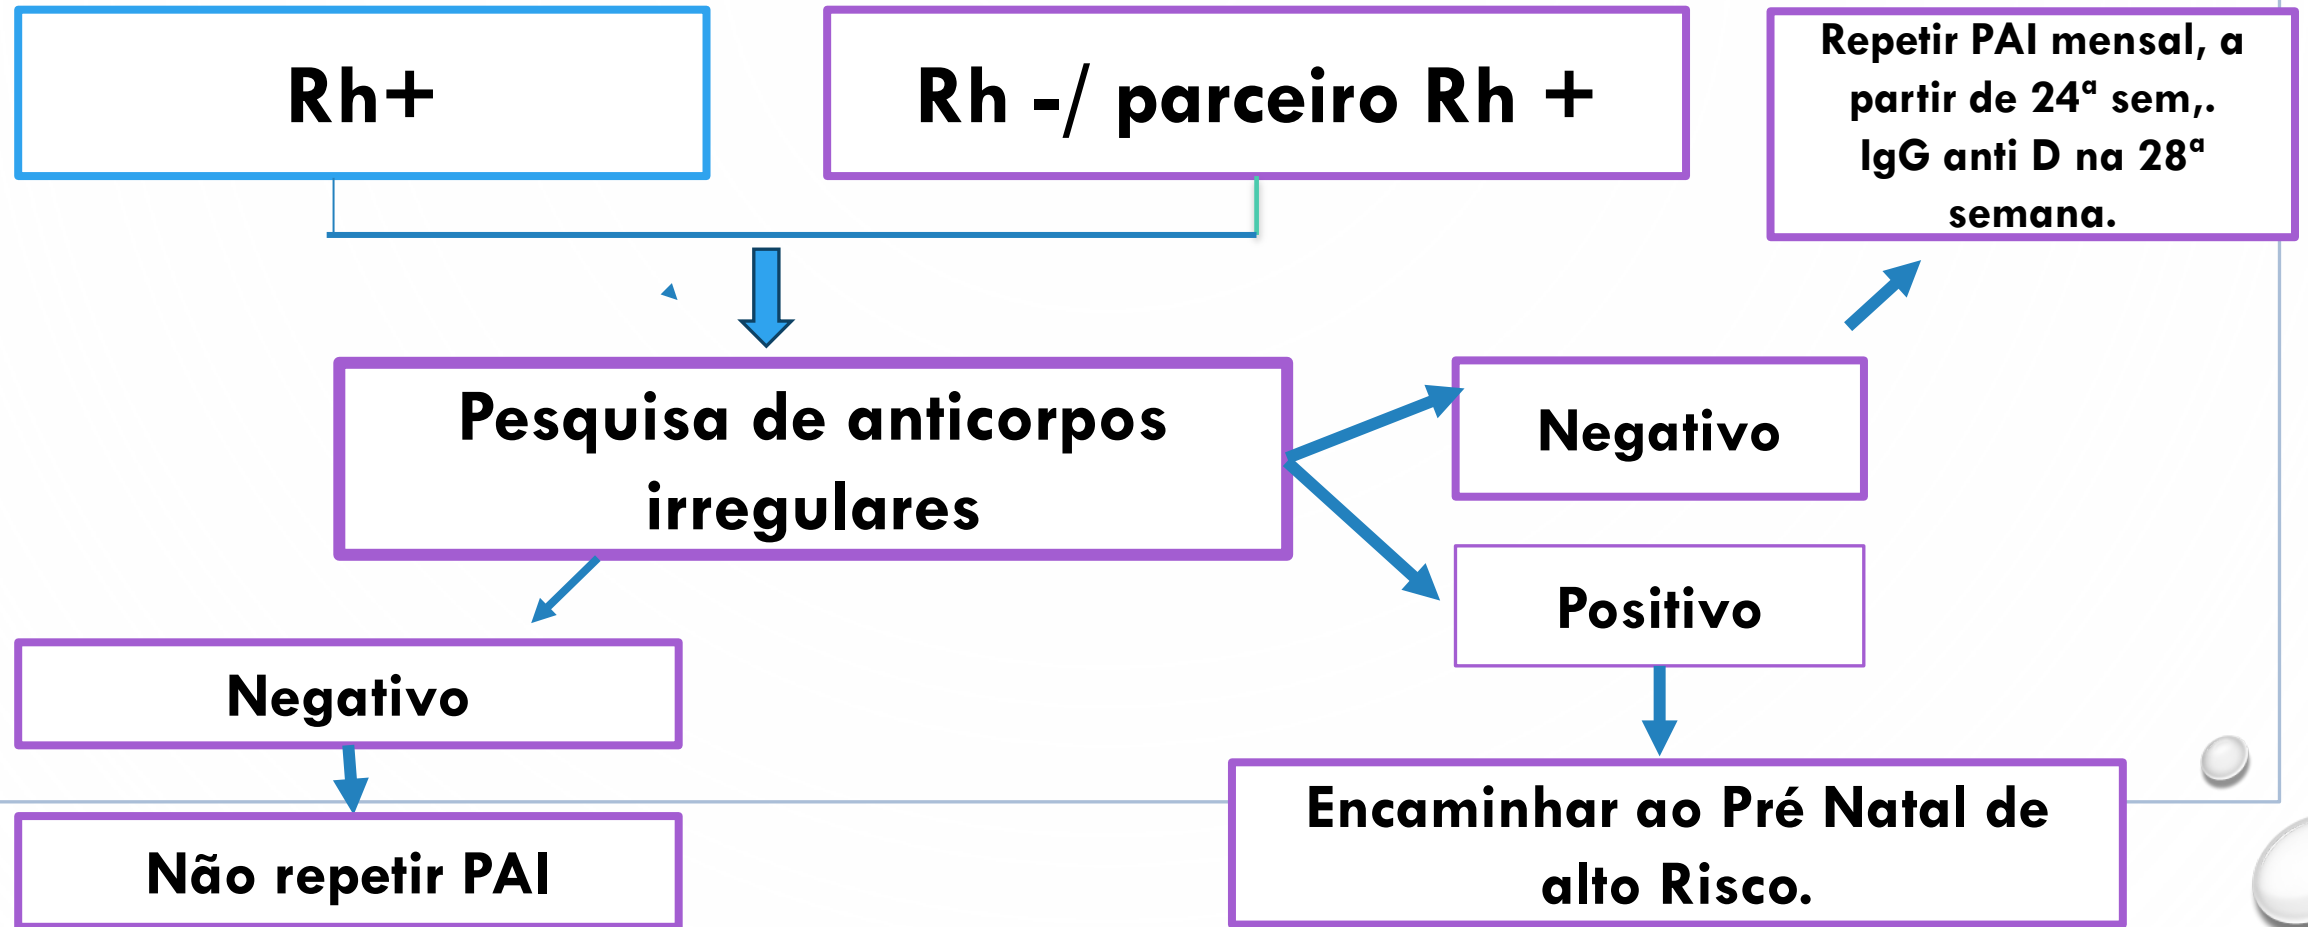 Rh+
Rh -/ parceiro Rh +
Repetir PAI mensal, a
partir de 24ª sem,.
IgG anti D na 28ª
semana.
Pesquisa de anticorpos
irregulares
Negativo
Positivo
Negativo
Não repetir PAI
Encaminhar ao Pré Natal de
alto Risco.